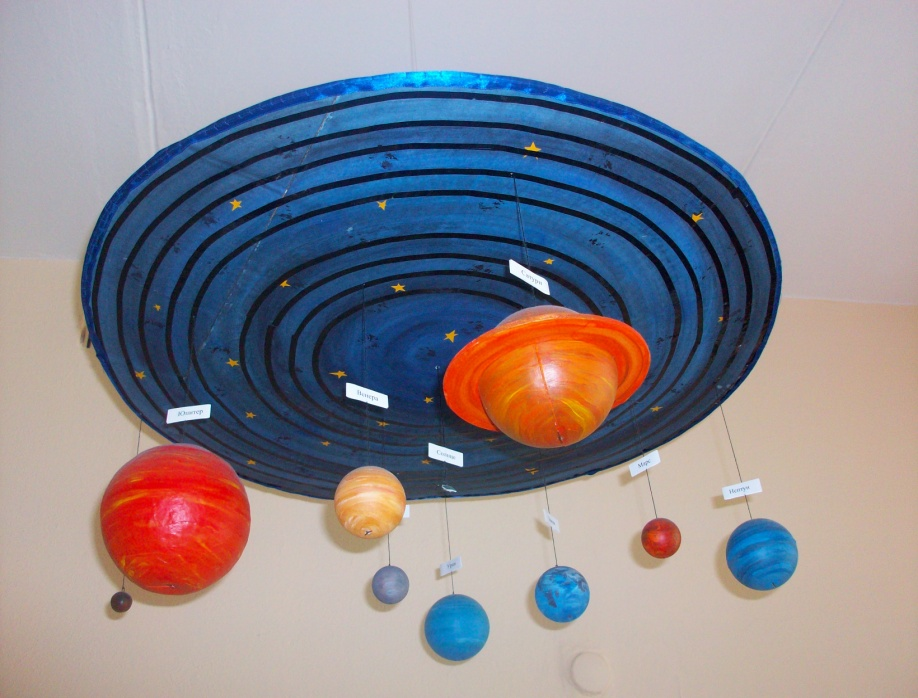 Сатурн
Венера
Юпитер
Солнце
Марс
Нептун